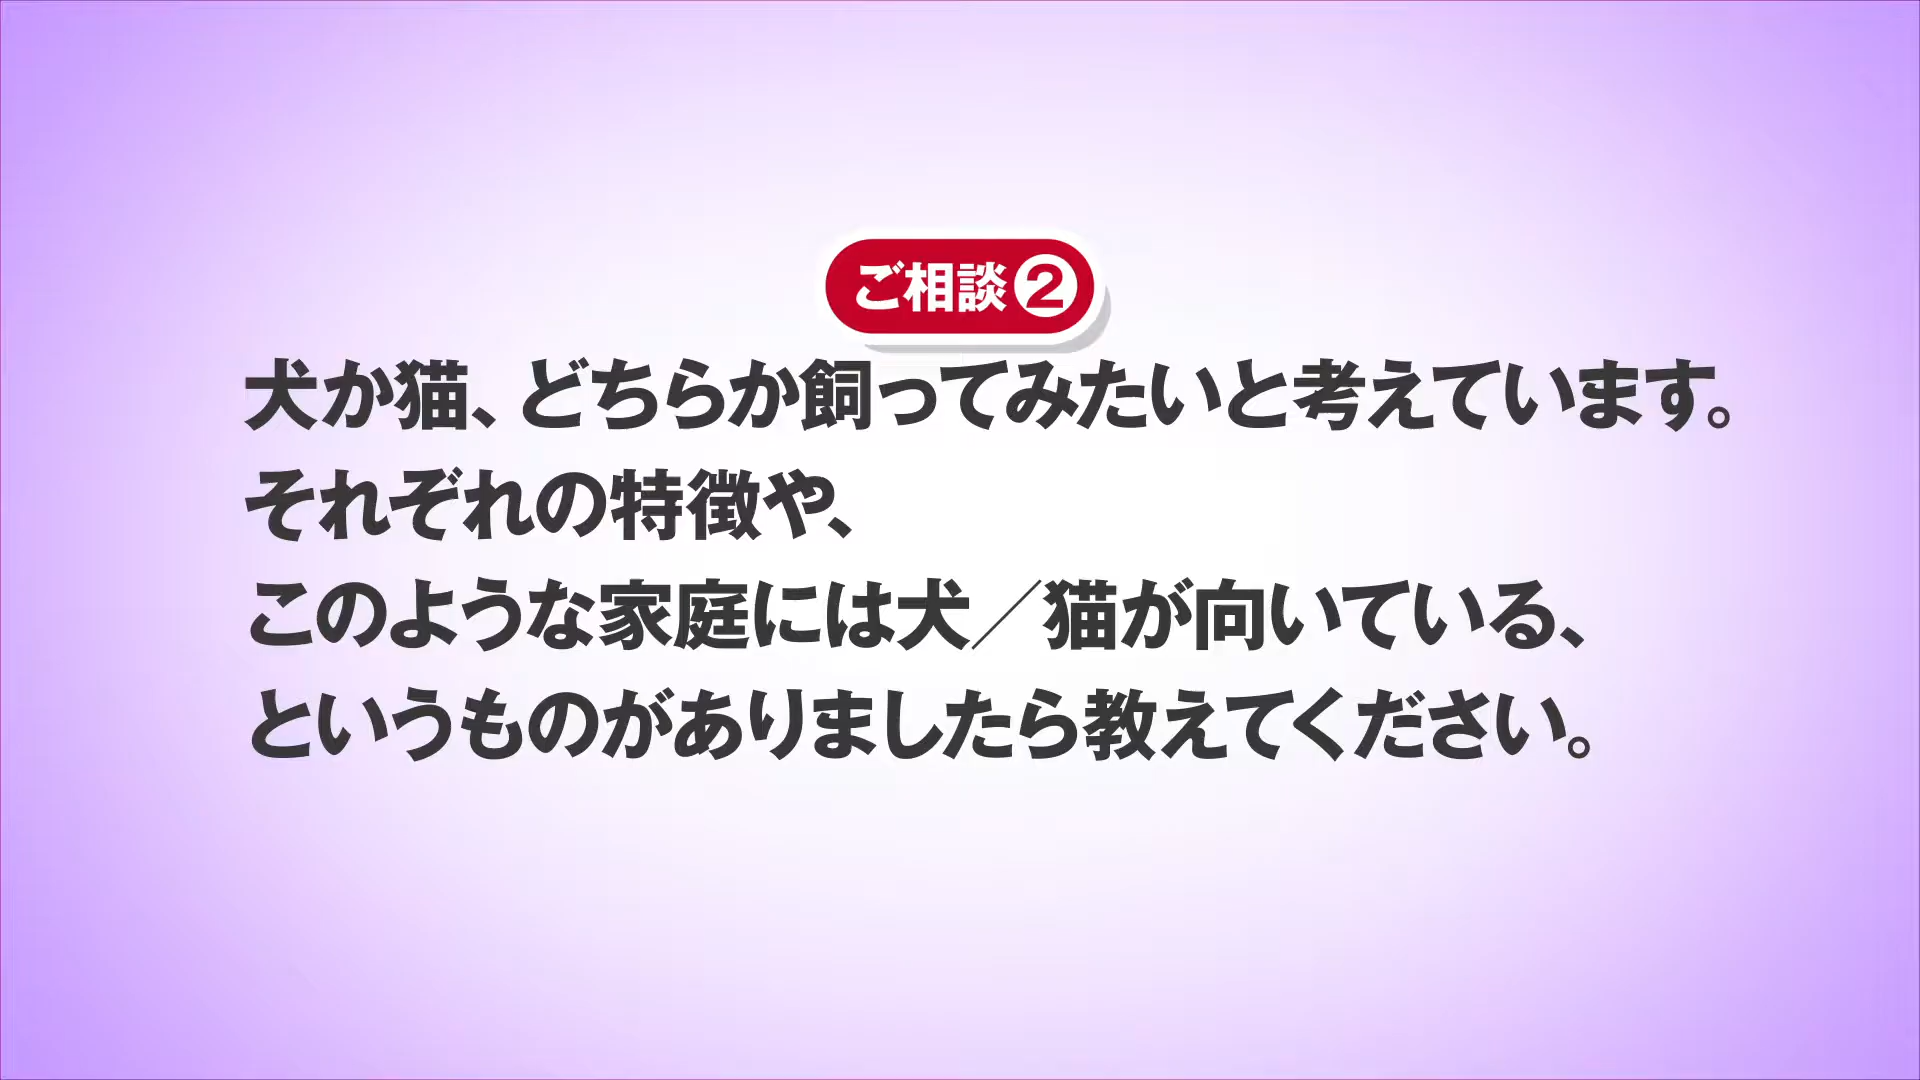 ご相談❷
犬か猫、どちらか飼ってみたいと考えています。
それぞれの特徴や、
このような家庭には犬／猫が向いている、
というものがありましたら教えてください。